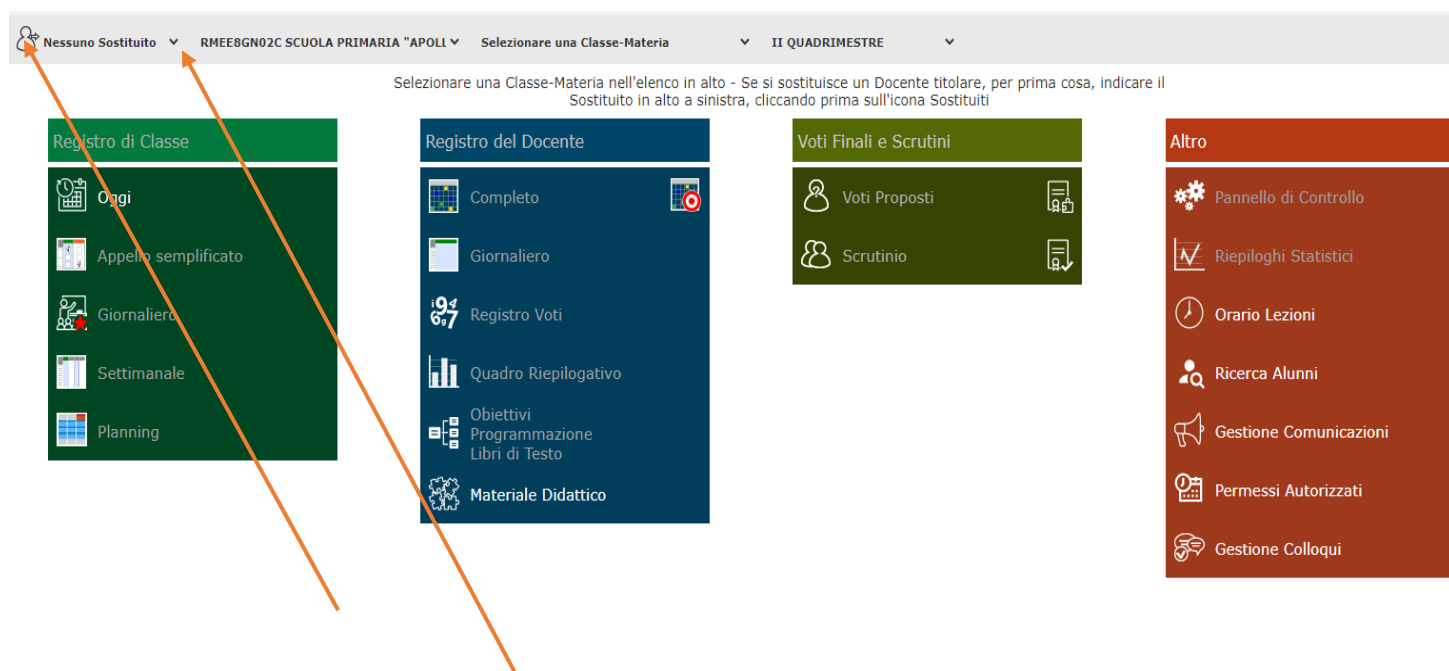 Nessuno Sostituito RMEE8GN02C SCUOLA PRIMARIA "APOLL Selezionare una Classe-Materia II QUADRIMESTRE
Selezionare una Classe-Materia nell'elenco in alto - Se si sostituisce un Docente titolare, per prima cosa, indicare il
Sostituito in alto a sinistra, cliccando prima sull'icona Sostituiti
Registro di Classe
Oggi
Appello semplificato
Giornaliero
Settimanale
Planning
Registro del Docente
Completo
Giornaliero
Registro Voti
Quadro Riepilogativo
Obiettivi
Programmazione
Libri di Testo
Materiale Didattico
Voti Finali e Scrutini
Voti Proposti
Scrutinio
Altro
Pannello di Controllo
Riepiloghi Statistici
Orario Lezioni
Ricerca Alunni
Gestione Comunicazioni
Permessi Autorizzati
Gestione Colloqui